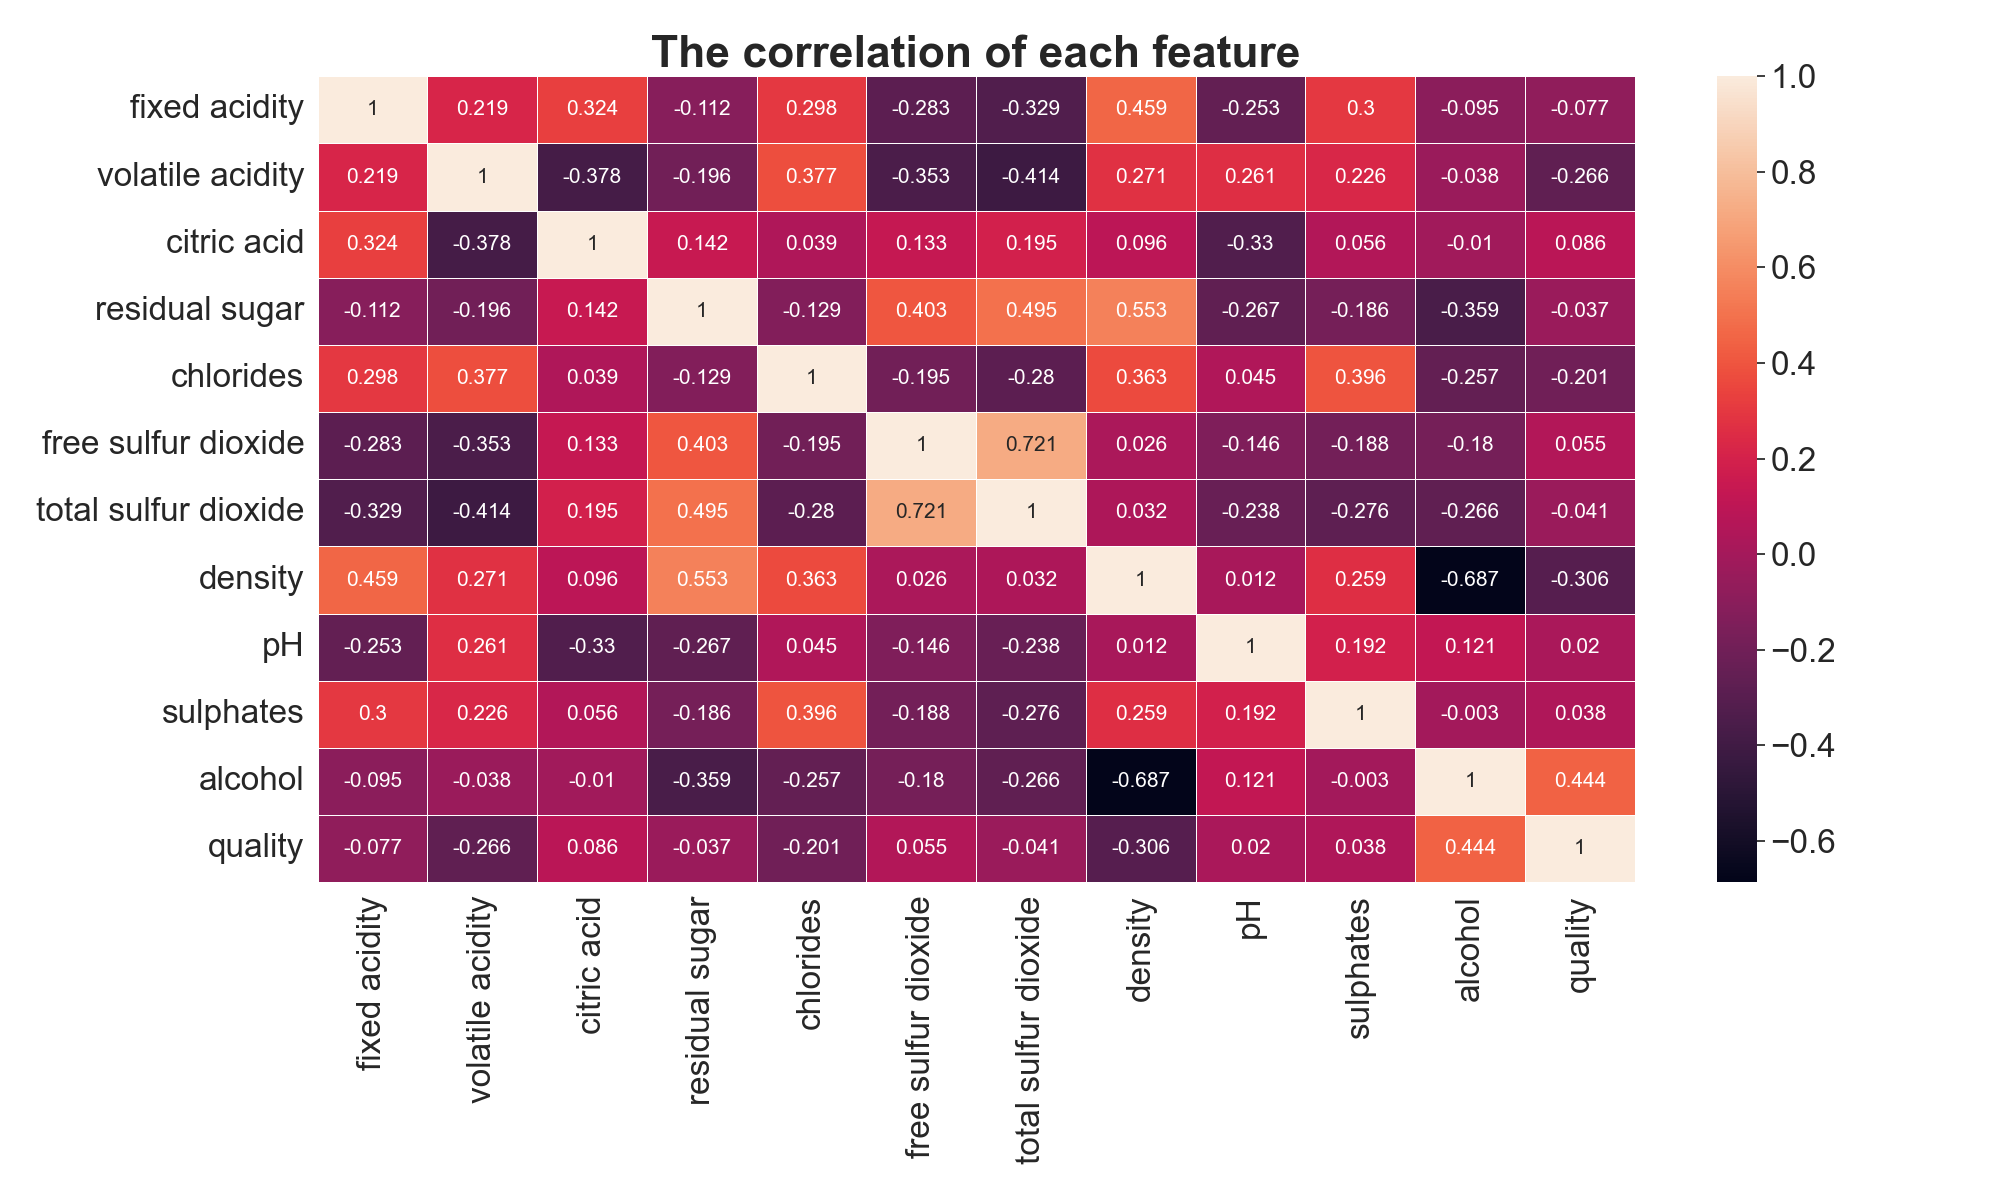 The correlation of each feature
fixed acidity 1 0.219 0.324 -0.112 0.298 -0.283 -0.329 0.459 -0.253 0.3 -0.095 -0.077
volatile acidity 0.219 1 -0.378 -0.196 0.377 -0.353 -0.414 0.271 0.261 0.226 -0.038 -0.266
citric acid 0.324 -0.378 1 0.142 0.039 0.133 0.195 0.096 -0.33 0.056 -0.01 0.086
residual sugar -0.112 -0.196 0.142 1 -0.129 0.403 0.495 0.553 -0.267 -0.186 -0.359 -0.037
chlorides 0.298 0.377 0.039 -0.129 1 -0.195 -0.28 0.363 0.045 0.396 -0.257 -0.201
free sulfur dioxide -0.283 -0.353 0.133 0.403 -0.195 1 0.721 0.026 -0.146 -0.188 -0.18 0.055
total sulfur dioxide -0.329 -0.414 0.195 0.495 -0.28 0.721 1 0.032 -0.238 -0.276 -0.266 -0.041
density 0.459 0.271 0.096 0.553 0.363 0.026 0.032 1 0.012 0.259 -0.687 -0.306
pH -0.253 0.261 -0.33 -0.267 0.045 -0.146 -0.238 0.012 1 0.192 0.121 0.02
sulphates 0.3 0.226 0.056 -0.186 0.396 -0.188 -0.276 0.259 0.192 1 -0.003 0.038
alcohol -0.095 -0.038 -0.01 -0.359 -0.257 -0.18 -0.266 -0.687 0.121 -0.003 1 0.444
quality -0.077 -0.266 0.086 -0.037 -0.201 0.055 -0.041 -0.306 0.02 0.038 0.444 1
fixed acidity
volatile acidity
citric acid
residual sugar
chlorides
free sulfur dioxide
total sulfur dioxide
density
pH
sulphates
alcohol
quality
1.0
0.8
0.6
0.4
0.2
0.0
−0.2
−0.4
−0.6